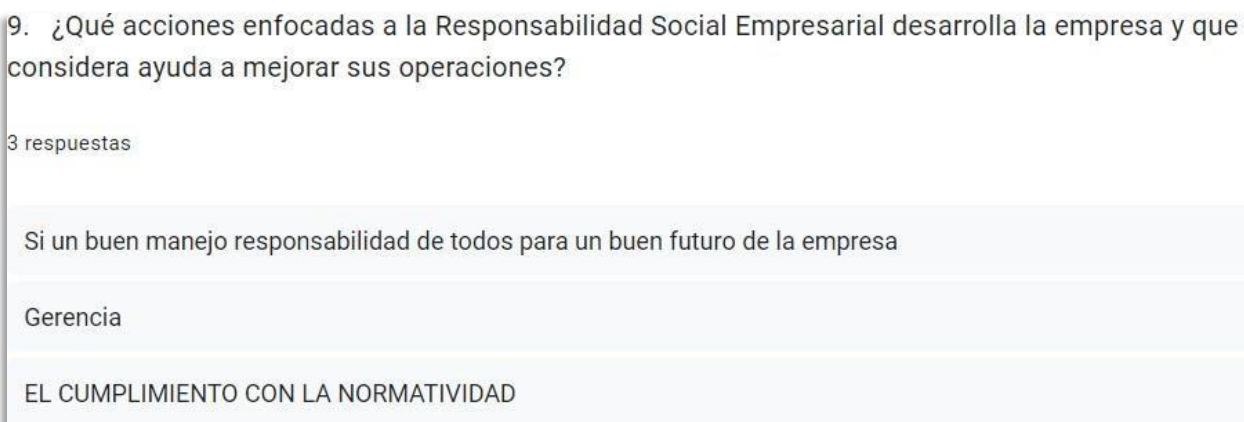 9. ¿Qué acciones enfocadas a la Responsabilidad Social Empresarial desarrolla la empresa y que
considera ayuda a mejorar sus operaciones?
3 respuestas
Si un buen manejo responsabilidad de todos para un buen futuro de la empresa
Gerencia
EL CUMPLIMIENTO CON LA NORMATIVIDAD